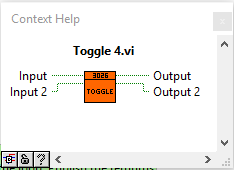 Context Help
x
Toggle 4.vi
Input
3026
Output
Input 2
TOGGLE
Output 2
?